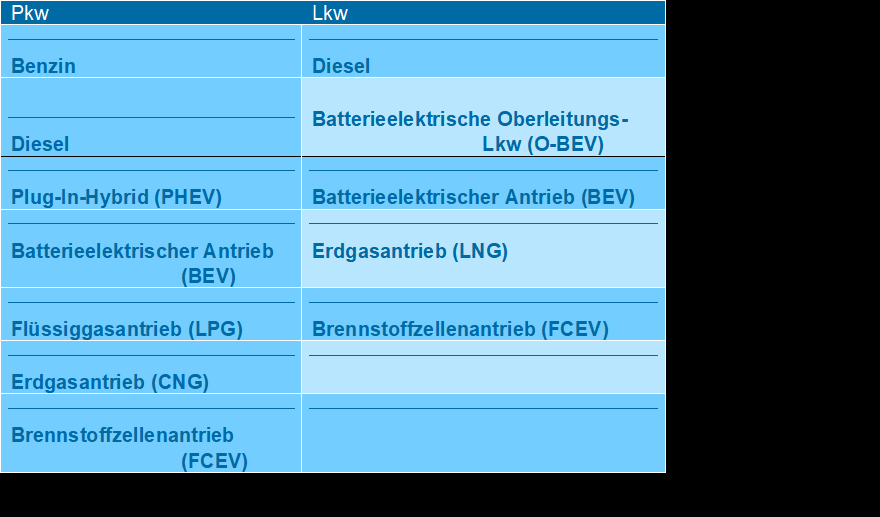 Pkw Lkw
Benzin Diesel
Batterieelektrische Oberleitungs-
Diesel Lkw (O-BEV)
Plug-In-Hybrid (PHEV) Batterieelektrischer Antrieb (BEV)
Batterieelektrischer Antrieb Erdgasantrieb (LNG)
(BEV)
Flüssiggasantrieb (LPG) Brennstoffzellenantrieb (FCEV)
Erdgasantrieb (CNG)
Brennstoffzellenantrieb
(FCEV)